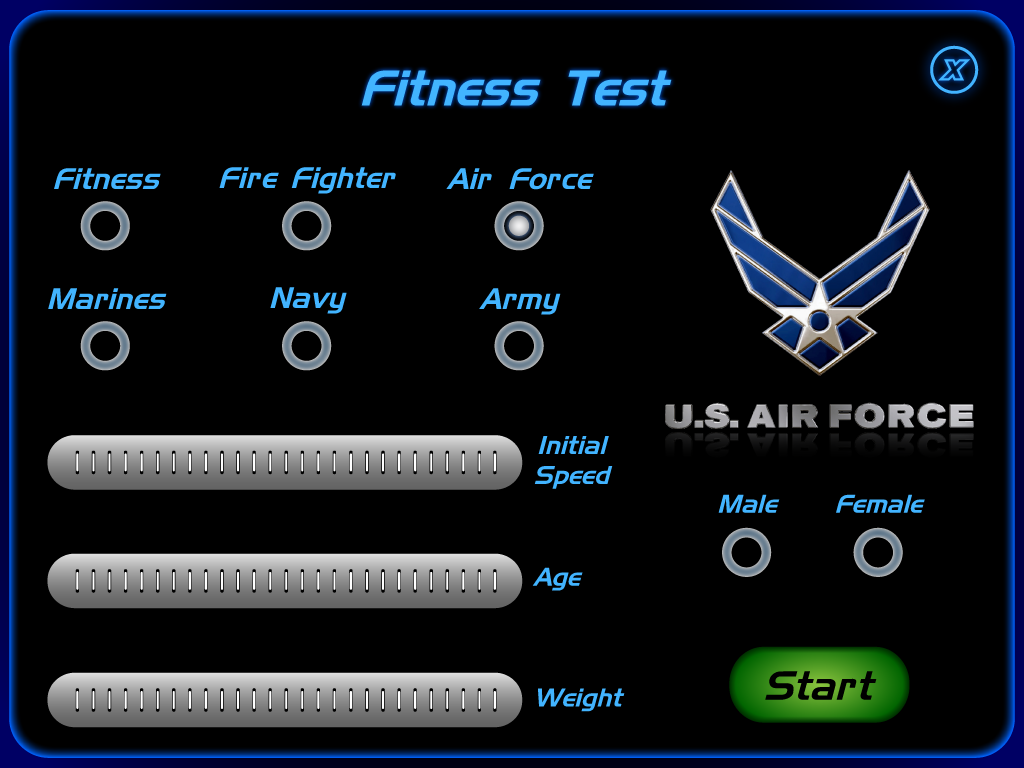 Fitness Test
X
Fitness
Fire Fighter
Air Force
Marines
Navy
Army
U.S. AIR FORCE
Initial
Speed
Male
Female
Age
Start
Weight